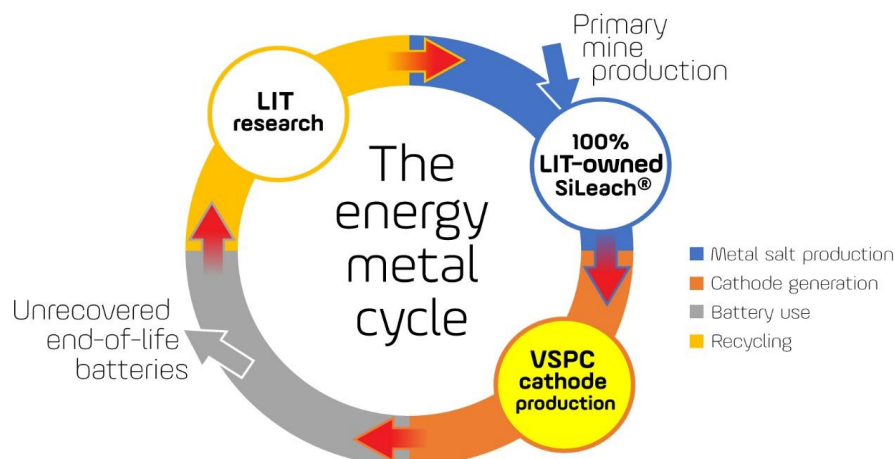 Primary
mine
production
LIT
research
100%
LIT-owned
SiLeach®
The
energy
metal
cycle
Metal salt production
Cathode generation
Battery use
Recycling
Unrecovered
end-of-life
batteries
VSPC
cathode
production